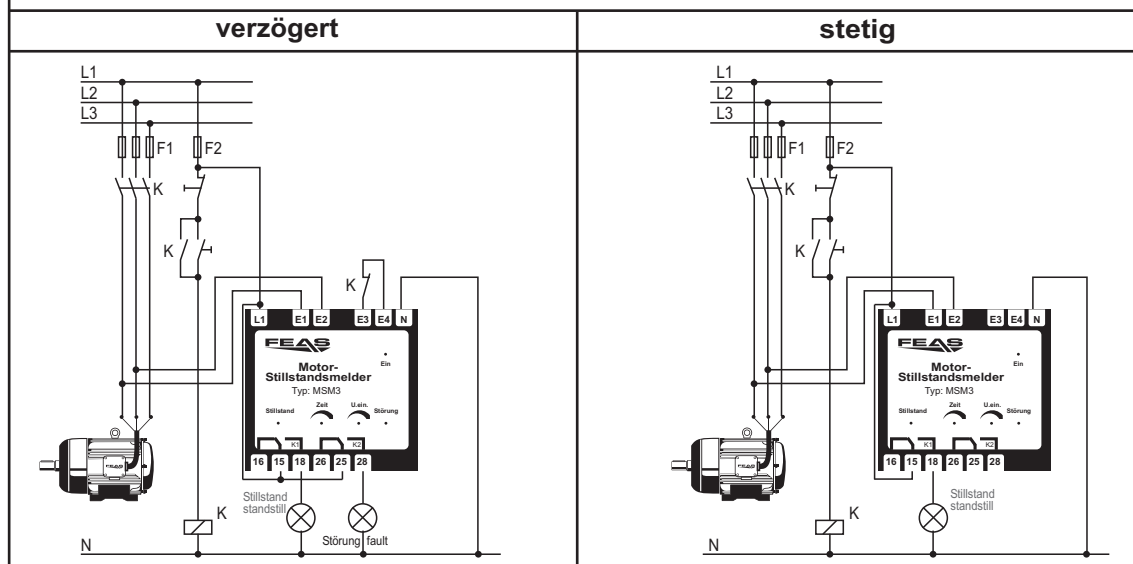 verzögert
stetig
L1
L2
L3
F1 F2
K
K
K
L1 E1 E2 E3 E4 N
FEAS
Ein
Motor-
Stillstandsmelder
Typ: MSM3
Stillstand Zeit U.ein. Störung
K1 K2
16 15 18 26 25 28
FEAS
Stillstand
standstill
K
Störung fault
N
L1
L2
L3
F1 F2
K
K
L1 E1 E2 E3 E4 N
FEAS
Ein
Motor-
Stillstandsmelder
Typ: MSM3
Stillstand Zeit U.ein. Störung
K1 K2
16 15 18 26 25 28
FEAS
Stillstand
standstill
K
N